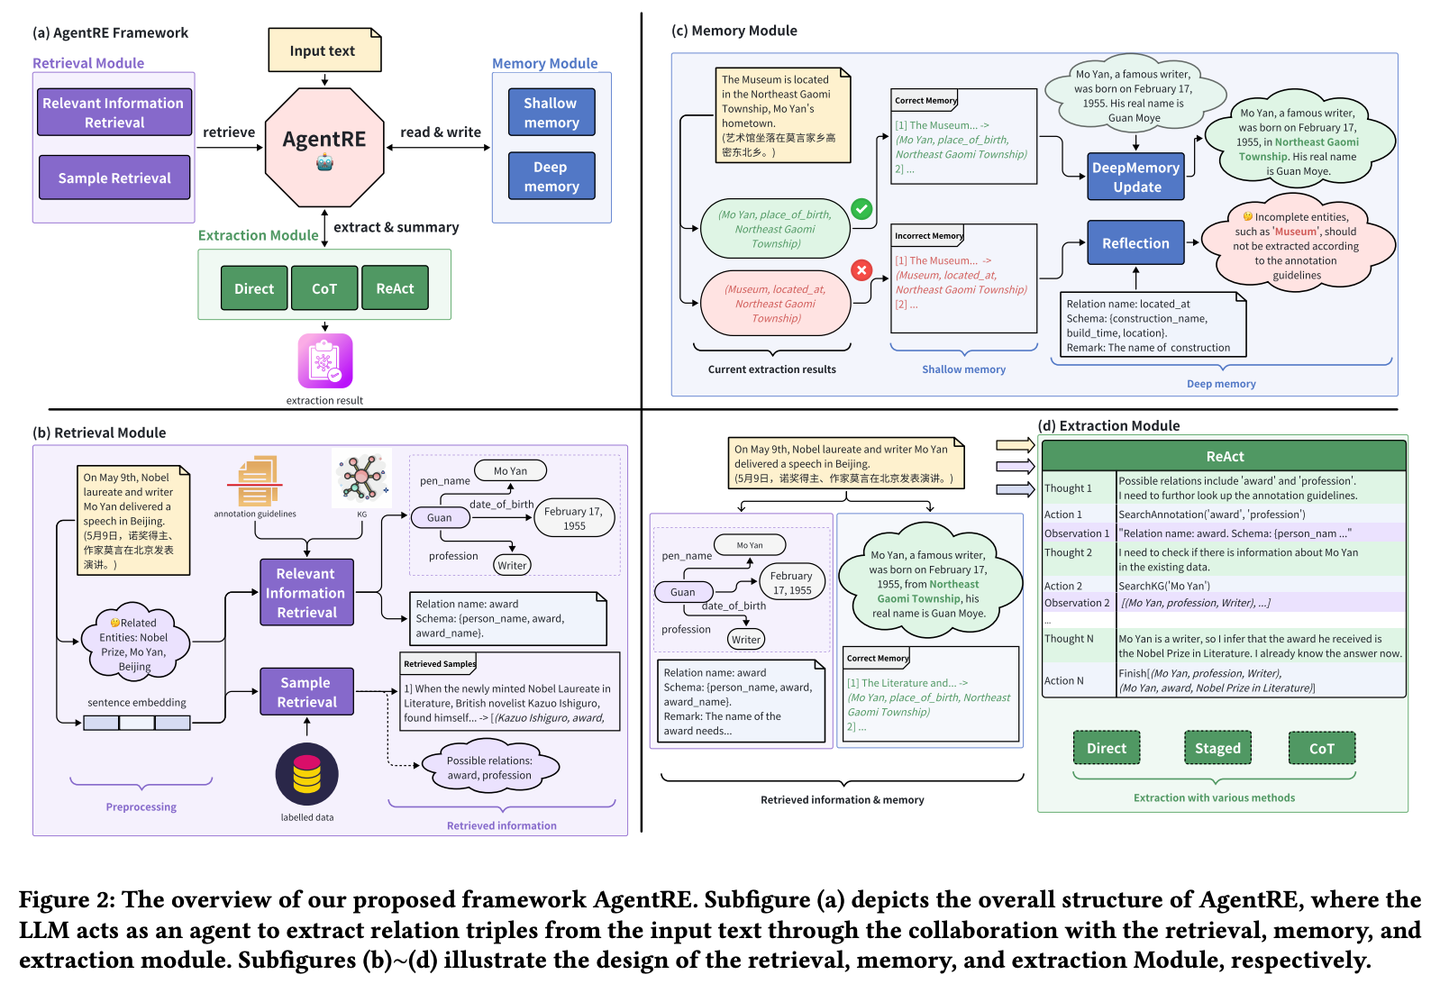 (a) AgentRE Framework
Input text
Retrieval Module
Relevant Information
Retrieval
Sample Retrieval
retrieve
AgentRE
read & write
Memory Module
Shallow
memory
Deep
memory
extract & summary
Extraction Module
Direct
CoT
ReAct
extraction result
(c) Memory Module
The Museum is located
in the Northeast Gaomi
Township, Mo Yan's
hometown.
(艺术馆坐落在莫言家乡高
密东北乡。)
(Mo Yan, place_of_birth,
Northeast Gaomi
Township)
(Museum, located_at,
Northeast Gaomi
Township)
Current extraction results
Correct Memory
[1] The Museum... ->
(Mo Yan, place_of_birth,
Northeast Gaomi Township)
2] ...
Incorrect Memory
[1] The Museum... ->
(Museum, located_at,
Northeast Gaomi Township)
[2] ...
Shallow memory
Mo Yan, a famous writer,
was born on February 17,
1955. His real name is
Guan Moye
DeepMemory
Update
Mo Yan, a famous writer,
was born on February 17,
1955, in Northeast Gaomi
Township. His real name
is Guan Moye.
Reflection
Incomplete entities,
such as 'Museum', should
not be extracted according
to the annotation
guidelines
Relation name: located_at
Schema: {construction_name,
build_time, location}.
Remark: The name of construction
Deep memory
(b) Retrieval Module
On May 9th, Nobel
laureate and writer
Mo Yan delivered a
speech in Beijing.
(5月9日，诺奖得主、
作家莫言在北京发表
演讲。)
Related
Entities: Nobel
Prize, Mo Yan,
Beijing
sentence embedding
Preprocessing
annotation guidelines
KG
Relevant
Information
Retrieval
Sample
Retrieval
labelled data
pen_name
Mo Yan
date_of_birth
Guan
February 17,
1955
profession
Writer
Relation name: award
Schema: {person_name, award,
award_name}.
Retrieved Samples
1] When the newly minted Nobel Laureate in
Literature, British novelist Kazuo Ishiguro,
found himself... -> [(Kazuo Ishiguro, award,
Possible relations:
award, profession
Retrieved information
On May 9th, Nobel laureate and writer Mo Yan
delivered a speech in Beijing.
(5月9日，诺奖得主、作家莫言在北京发表演讲。)
pen_name
Mo Yan
Guan
February
17, 1955
date_of_birth
profession
Writer
Relation name: award
Schema: {person_name, award,
award_name}.
Remark: The name of the
award needs...
Mo Yan, a famous writer,
was born on February 17,
1955, from Northeast
Gaomi Township, his
real name is Guan Moye.
Correct Memory
[1] The Literature and... ->
(Mo Yan, place_of_birth, Northeast
Gaomi Township)
2] ...
Retrieved information & memory
(d) Extraction Module
ReAct
Thought 1
Possible relations include 'award' and 'profession'.
I need to furthor look up the annotation guidelines.
Action 1
SearchAnnotation('award', 'profession')
Observation 1
"Relation name: award. Schema: {person_nam ..."
Thought 2
I need to check if there is information about Mo Yan
in the existing data.
Action 2
SearchKG('Mo Yan')
Observation 2
[(Mo Yan, profession, Writer), ...]
...
Thought N
Mo Yan is a writer, so I infer that the award he received is
the Nobel Prize in Literature. I already know the answer now.
Action N
Finish[(Mo Yan, profession, Writer),
(Mo Yan, award, Nobel Prize in Literature)]
Direct
Staged
CoT
Extraction with various methods
Figure 2: The overview of our proposed framework AgentRE. Subfigure (a) depicts the overall structure of AgentRE, where the
LLM acts as an agent to extract relation triples from the input text through the collaboration with the retrieval, memory, and
extraction module. Subfigures (b)~(d) illustrate the design of the retrieval, memory, and extraction Module, respectively.